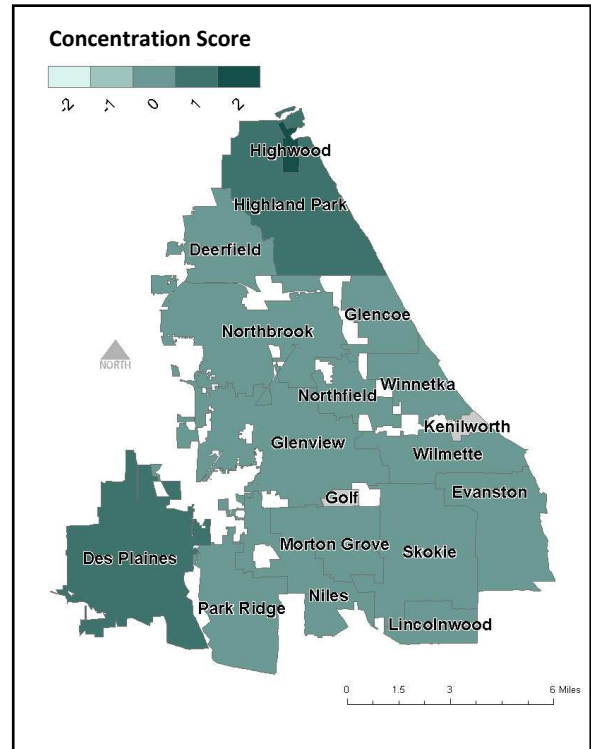 Concentration Score
-2 -1 0 1 2
Highwood
Highland Park
Deerfield
Glencoe
Northbrook
NORTH
Winnetka
Northfield
Kenilworth
Glenview
Wilmette
Evanston
Golf
Morton Grove
Skokie
Des Plaines
Niles
Park Ridge
Lincolnwood
0 1.5 3 6 Miles